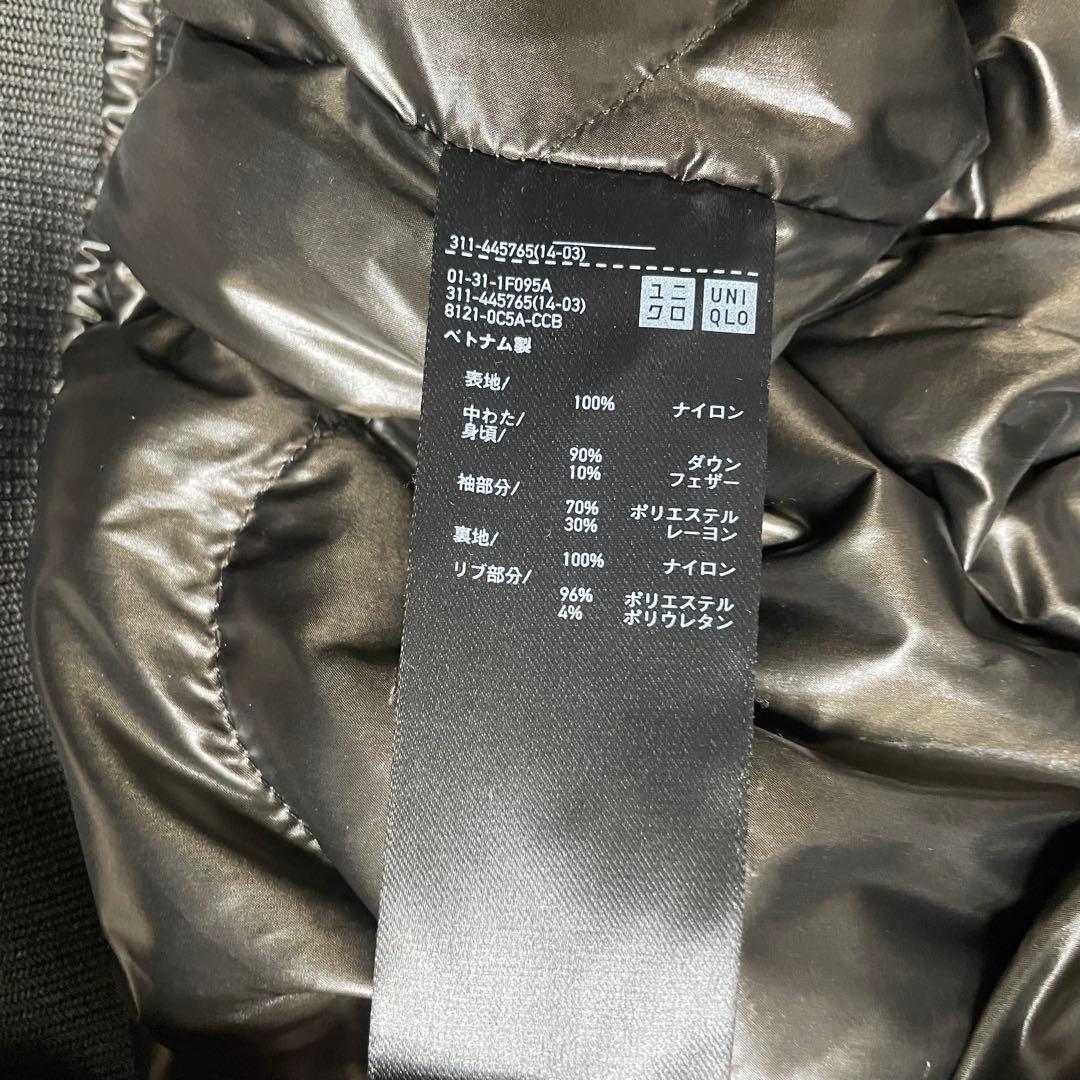 311-445765(14-03)
01-31-1F095A
311-445765(14-03)
8121-0C5A-CCB
ベトナム製
ユニ
クロ
UNI
QLO
表地/
100% ナイロン
中わた/
身頃/
90% ダウン
10% フェザー
袖部分/
70% ポリエステル
30% レーヨン
裏地/
100% ナイロン
リブ部分/
96% ポリエステル
4% ポリウレタン